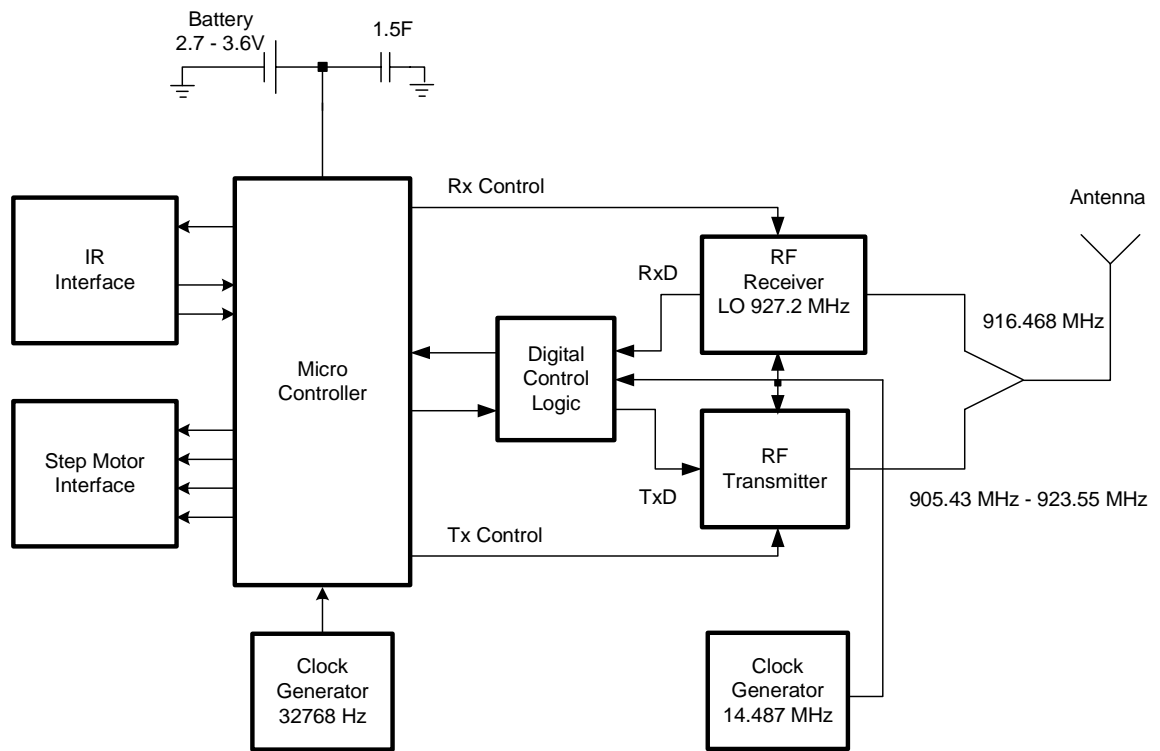 Battery
2.7 - 3.6V
1.5F
Rx Control
Antenna
IR
Interface
RF
Receiver
LO 927.2 MHz
RxD
916.468 MHz
Micro
Controller
Digital
Control
Logic
Step Motor
Interface
RF
Transmitter
TxD
905.43 MHz - 923.55 MHz
Tx Control
Clock
Generator
32768 Hz
Clock
Generator
14.487 MHz